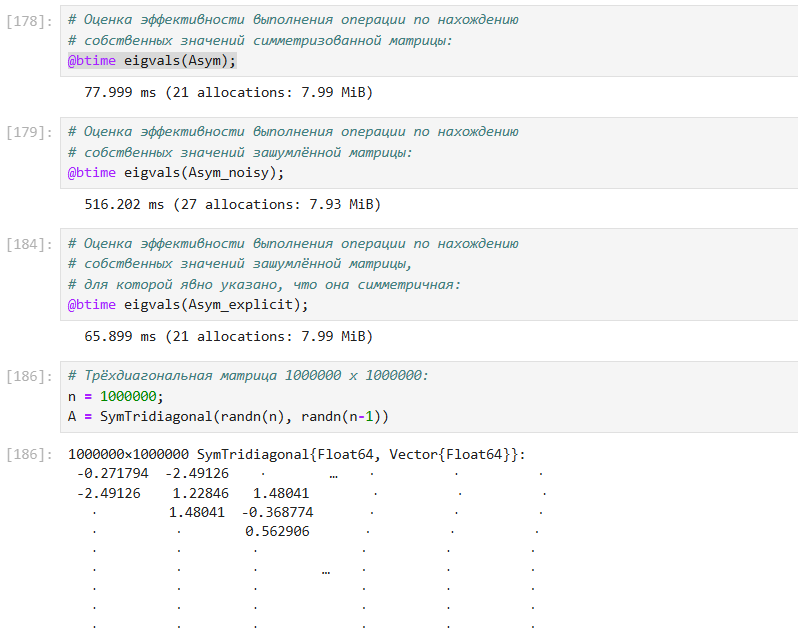 [178]: # Оценка эффективности выполнения операции по нахождению
# собственных значений симметризованной матрицы:
@btime eigvals(Asym);
77.999 ms (21 allocations: 7.99 MiB)
[179]: # Оценка эффективности выполнения операции по нахождению
# собственных значений зашумлённой матрицы:
@btime eigvals(Asym_noisy);
516.202 ms (27 allocations: 7.93 MiB)
[184]: # Оценка эффективности выполнения операции по нахождению
# собственных значений зашумлённой матрицы,
# для которой явно указано, что она симметричная:
@btime eigvals(Asym_explicit);
65.899 ms (21 allocations: 7.99 MiB)
[186]: # Трёхдиагональная матрица 1000000 x 1000000:
n = 1000000;
A = SymTridiagonal(randn(n), randn(n-1))
[186]: 1000000×1000000 SymTridiagonal{Float64, Vector{Float64}}:
-0.271794 -2.49126 ⋅ … ⋅ ⋅ ⋅
-2.49126 1.22846 1.48041 ⋅ ⋅ ⋅
⋅ 1.48041 -0.368774 ⋅ ⋅ ⋅
⋅ ⋅ 0.562906 ⋅ ⋅ ⋅
⋅ ⋅ ⋅ ⋅ ⋅ ⋅
⋅ ⋅ ⋅ … ⋅ ⋅ ⋅
⋅ ⋅ ⋅ ⋅ ⋅ ⋅
⋅ ⋅ ⋅ ⋅ ⋅ ⋅
⋅ ⋅ ⋅ ⋅ ⋅ ⋅